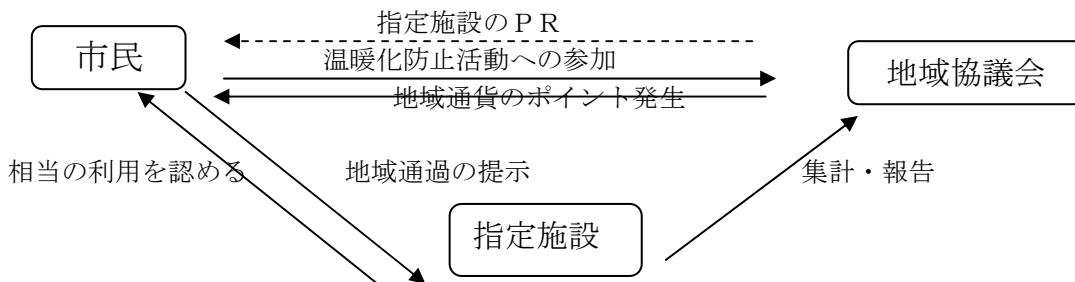 指定施設のＰＲ
市民
温暖化防止活動への参加
地域協議会
地域通貨のポイント発生
相当の利用を認める
地域通過の提示
集計・報告
指定施設